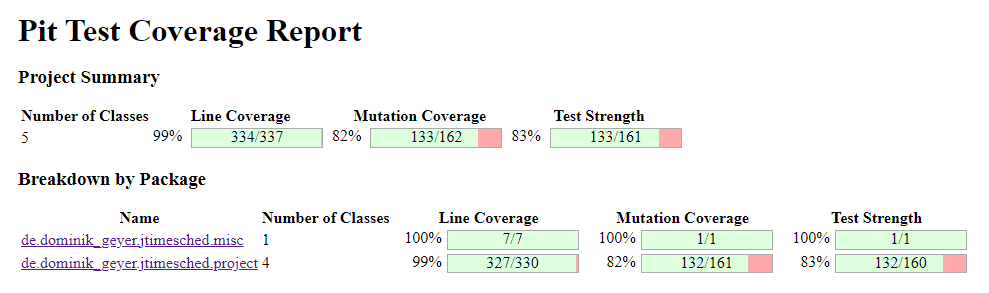 Pit Test Coverage Report
Project Summary
Number of Classes Line Coverage Mutation Coverage Test Strength
5 99% 334/337 82% 133/162 83% 133/161
Breakdown by Package
Name Number of Classes Line Coverage Mutation Coverage Test Strength
de.dominik_geyer.jtimesched.misc 1 100% 7/7 100% 1/1 100% 1/1
de.dominik_geyer.jtimesched.project 4 99% 327/330 82% 132/161 83% 132/160